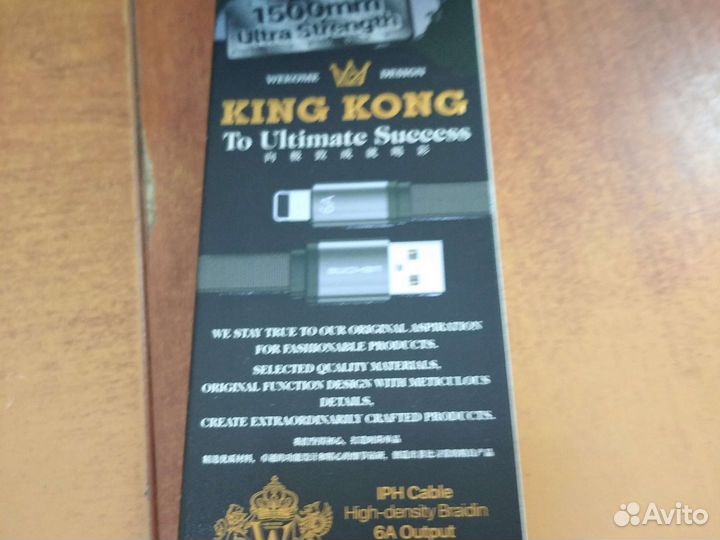 1500mm
Ultra Strength
WEKOME DESIGN
KING KONG
To Ultimate Success
6A
WE STAY TRUE TO OUR ORIGINAL ASPIRATION
FOR FASHIONABLE PRODUCTS.
SELECTED QUALITY MATERIALS,
ORIGINAL FUNCTION DESIGN WITH METICULOUS
DETAILS,
CREATE EXTRAORDINARILY CRAFTED PRODUCTS.
W
IPH Cable
High-density Braidin
6A Output
Avito